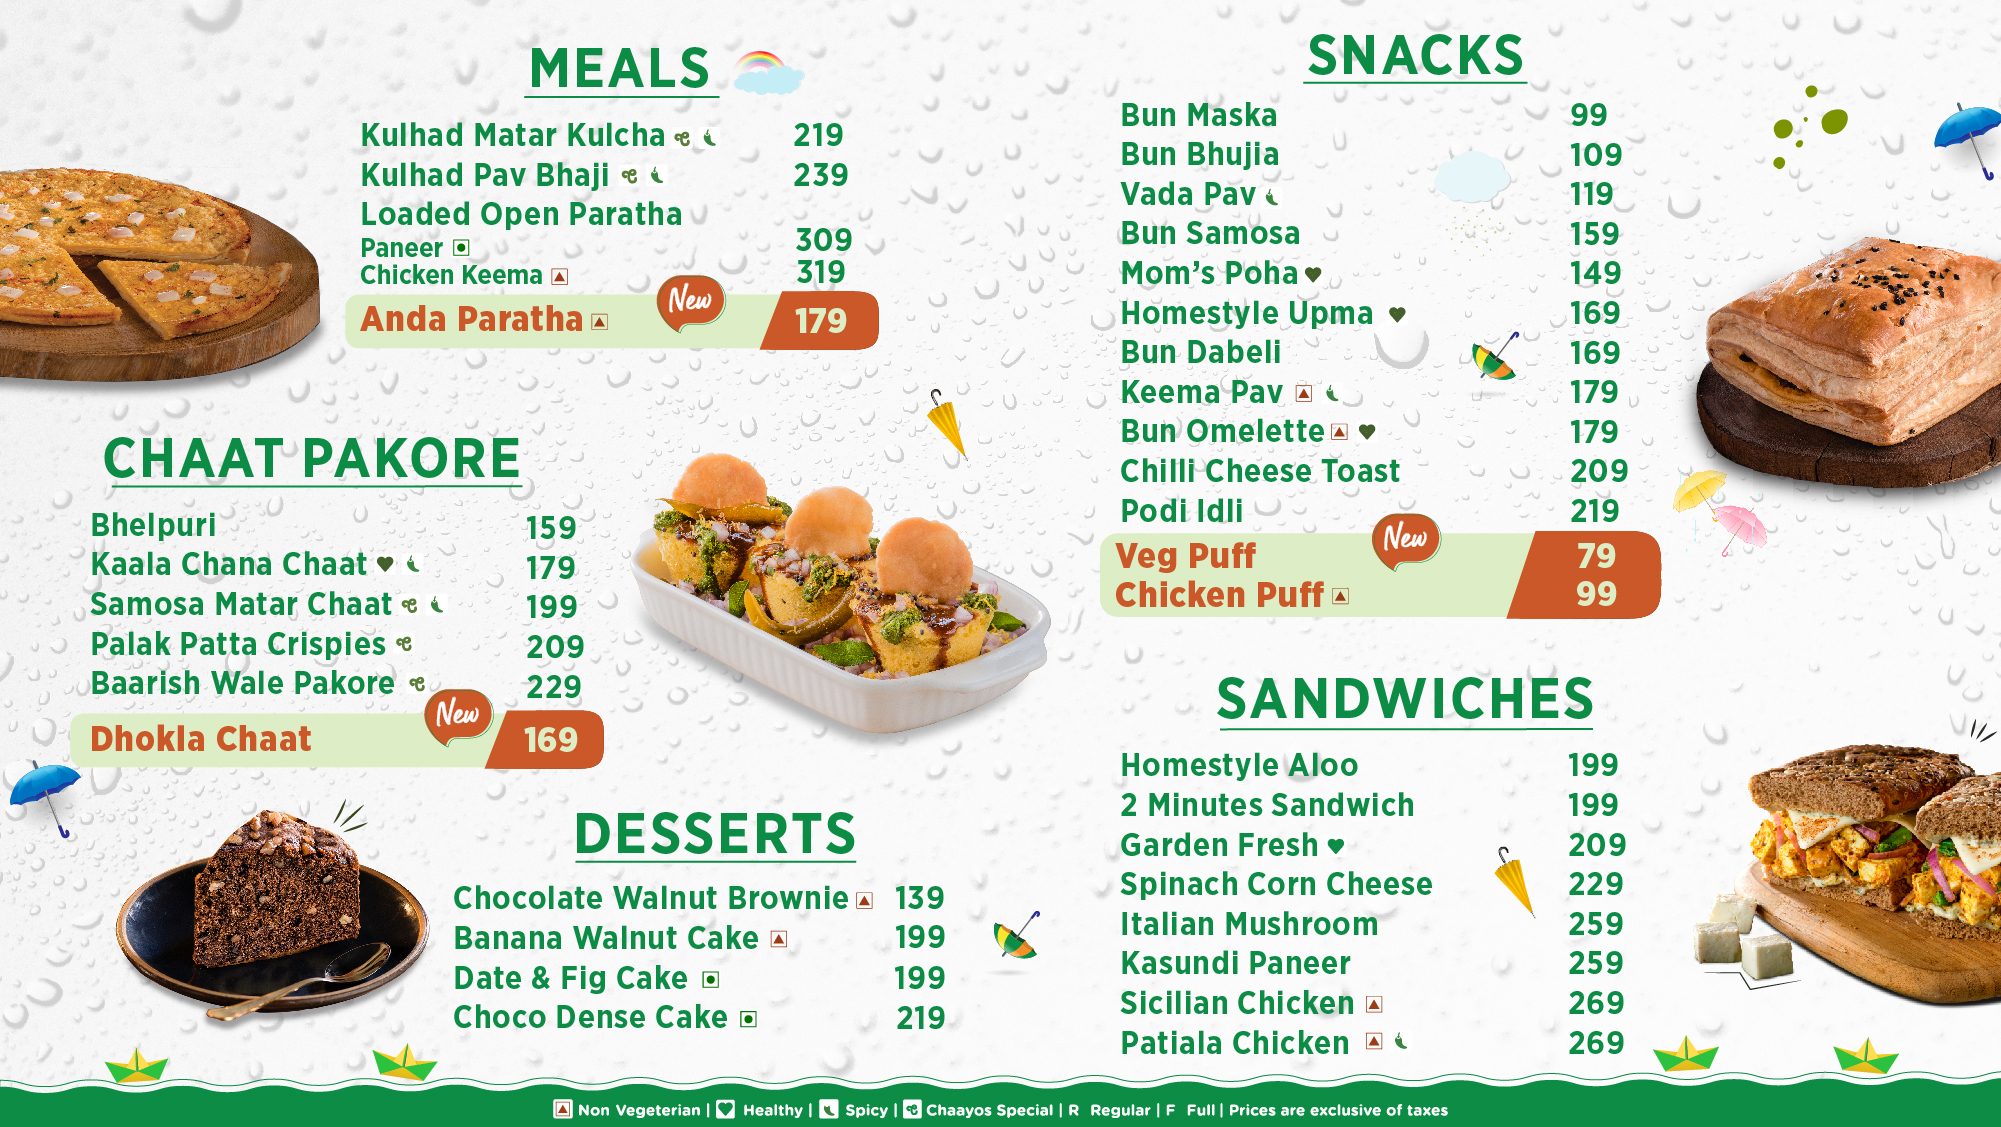 MEALS
Kulhad Matar Kulcha 219
Kulhad Pav Bhaji 239
Loaded Open Paratha
Paneer 309
Chicken Keema 319
New
Anda Paratha 179
CHAAT PAKORE
Bhelpuri 159
Kaala Chana Chaat 179
Samosa Matar Chaat 199
Palak Patta Crispies 209
Baarish Wale Pakore 229
New
Dhokla Chaat 169
DESSERTS
Chocolate Walnut Brownie 139
Banana Walnut Cake 199
Date & Fig Cake 199
Choco Dense Cake 219
SNACKS
Bun Maska 99
Bun Bhujia 109
Vada Pav 119
Bun Samosa 159
Mom's Poha 149
Homestyle Upma 169
Bun Dabeli 169
Keema Pav 179
Bun Omelette 179
Chilli Cheese Toast 209
Podi Idli 219
New
Veg Puff 79
Chicken Puff 99
SANDWICHES
Homestyle Aloo 199
2 Minutes Sandwich 199
Garden Fresh 209
Spinach Corn Cheese 229
Italian Mushroom 259
Kasundi Paneer 259
Sicilian Chicken 269
Patiala Chicken 269
Non Vegeterian | Healthy | Spicy | Chaayos Special | R Regular | F Full | Prices are exclusive of taxes